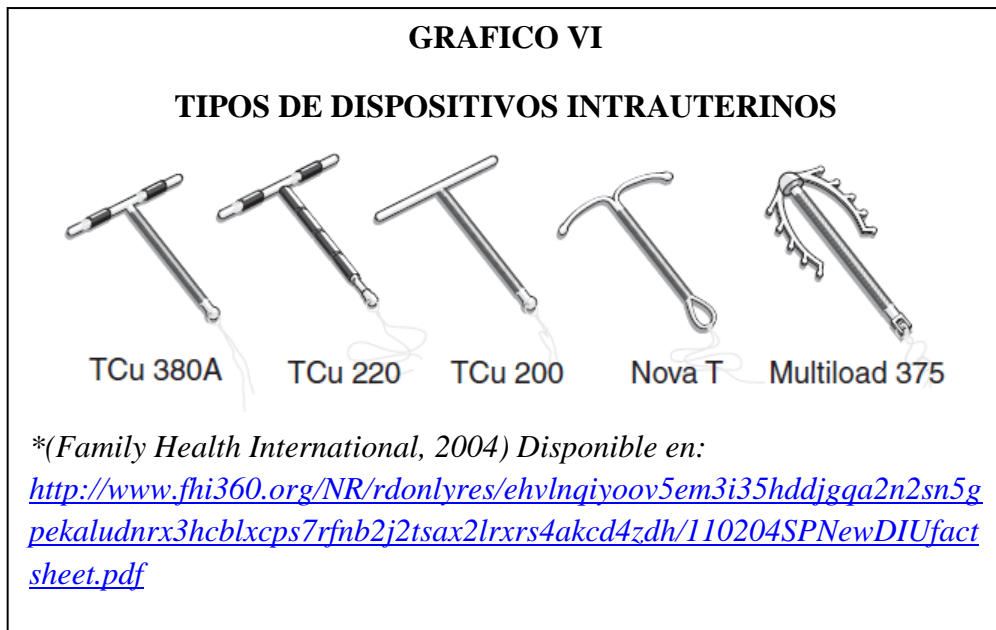 GRAFICO VI
TIPOS DE DISPOSITIVOS INTRAUTERINOS
TCu 380A TCu 220 TCu 200 Nova T Multiload 375
*(Family Health International, 2004) Disponible en:
http://www.fhi360.org/NR/rdonlyres/ehvlnqiyoov5em3i35hddjgqa2n2sn5g
pekaludnrx3hcblxcps7rfnb2j2tsax2lrxrs4akcd4zdh/110204SPNewDIUfact
sheet.pdf